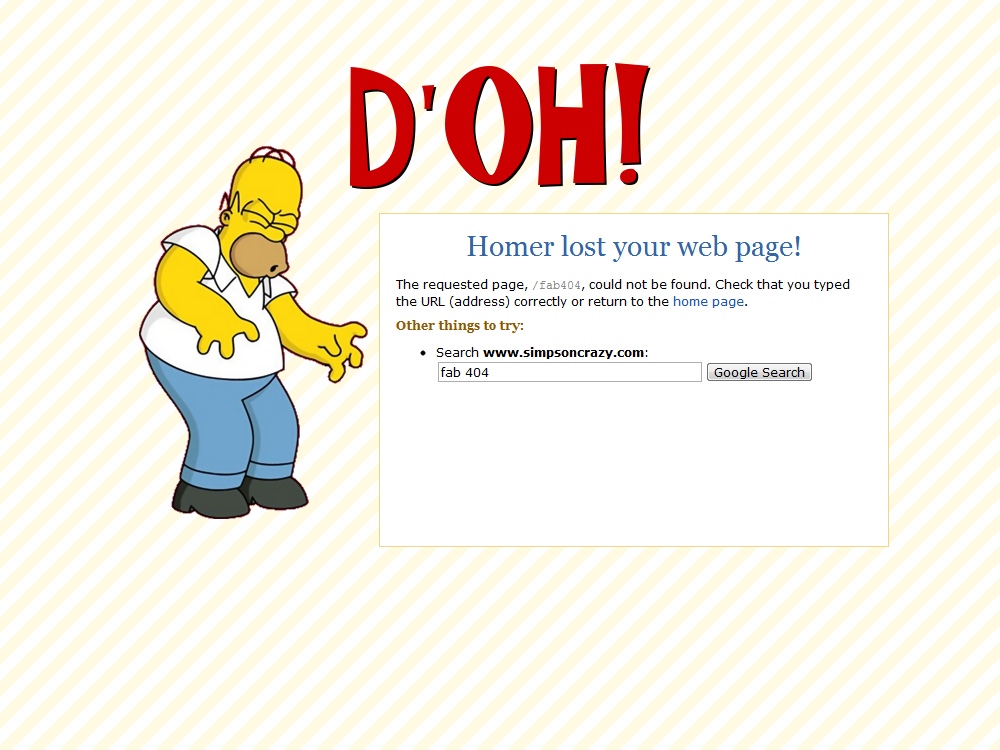 D'OH!
Homer lost your web page!
The requested page, /fab404, could not be found. Check that you typed
the URL (address) correctly or return to the home page.
Other things to try:
• Search www.simpsoncrazy.com:
fab 404 Google Search